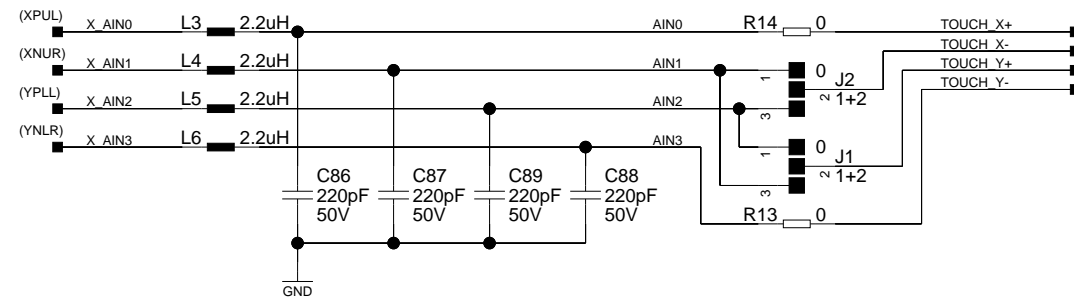 (XPUL) X_AIN0 L3 2.2uH AIN0 R14 0 TOUCH_X+
TOUCH_X-
(XNUR) X_AIN1 L4 2.2uH AIN1 1 0 TOUCH_Y+
J2
TOUCH_Y-
(YPLL) X_AIN2 L5 2.2uH AIN2 3 2 1+2
(YNLR) X_AIN3 L6 2.2uH AIN3 1 0
J1
2 1+2
3
C86 C87 C89 C88
220pF 220pF 220pF 220pF
50V 50V 50V 50V
R13 0
GND